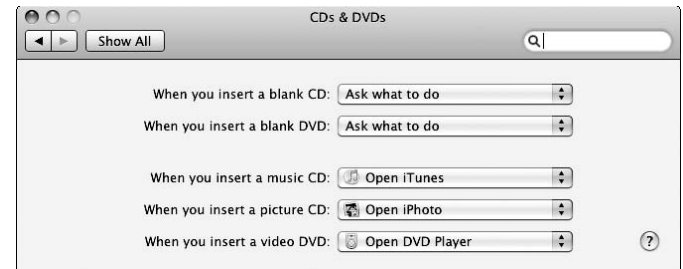 CDs & DVDs
Show All
When you insert a blank CD: Ask what to do
When you insert a blank DVD: Ask what to do
When you insert a music CD: Open iTunes
When you insert a picture CD: Open iPhoto
When you insert a video DVD: Open DVD Player ?